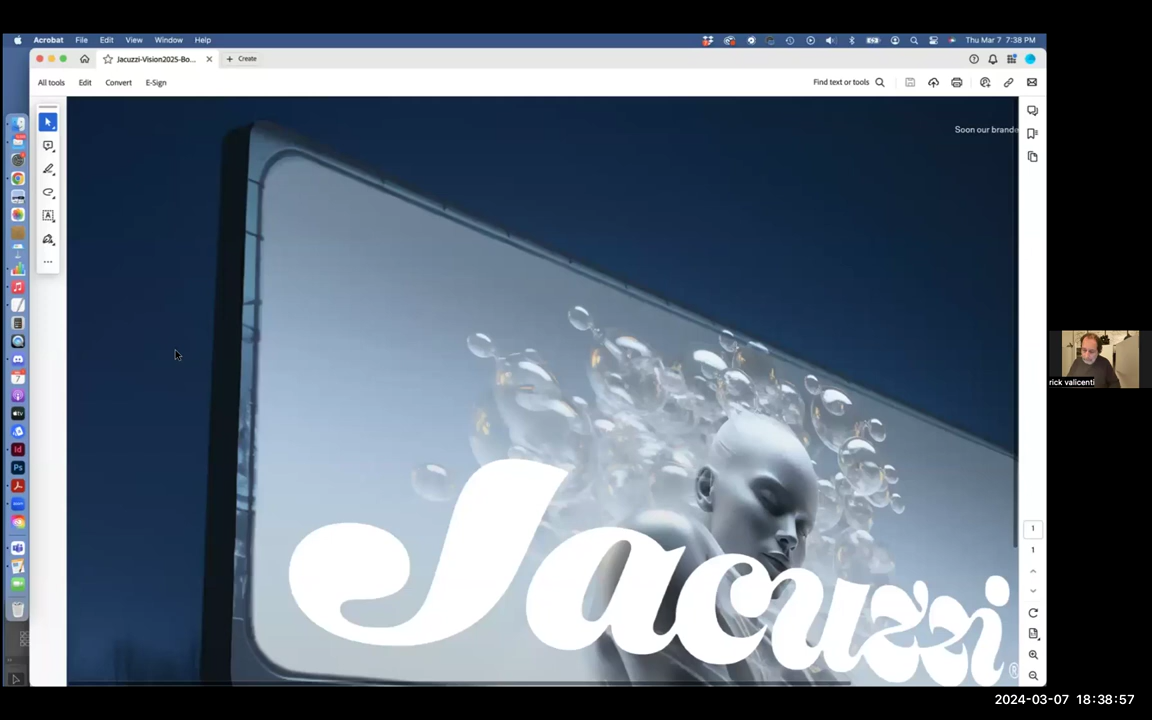 Acrobat File Edit View Window Help
Thu Mar 7 7:38 PM
Jacuzzi-Vision2025-Bo...
Create
All tools Edit Convert E-Sign
Find text or tools
Soon our brande
Jacuzzi®
1
1
rick valicenti
2024-03-07 18:38:57